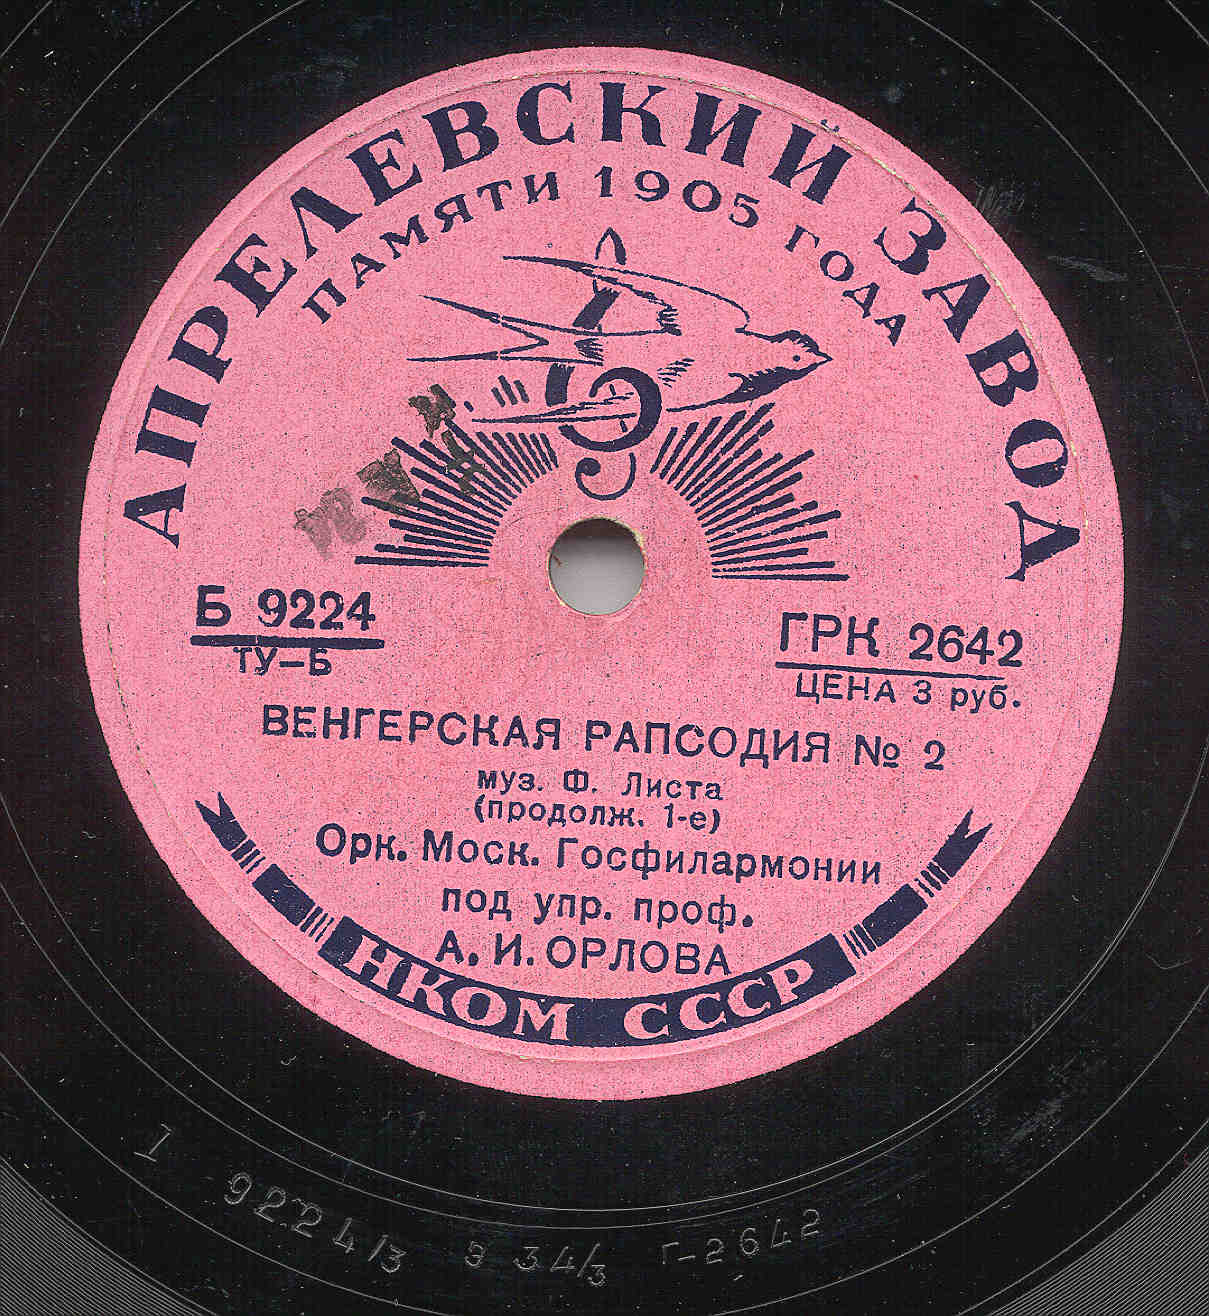 АПРЕЛЕВСКИЙ ЗАВОД
ПАМЯТИ 1905 ГОДА
Б 9224
ТУ–Б
ГРК 2642
ЦЕНА 3 руб.
ВЕНГЕРСКАЯ РАПСОДИЯ № 2
муз. Ф. Листа
(продолж. 1-е)
Орк. Моск. Госфилармонии
под упр. проф.
А. И. ОРЛОВА
НКОМ СССР
1 9224/3 Э 34/3 Г-2642